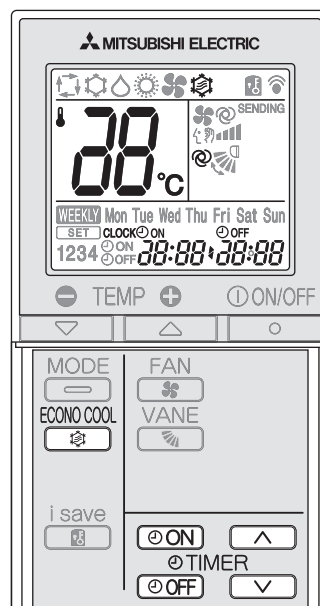 MITSUBISHI ELECTRIC
SENDING
88°C
WEEKLY Mon Tue Wed Thu Fri Sat Sun
SET CLOCK ON OFF
1234 ON OFF 88:88 88:88
TEMP ON/OFF
MODE FAN
ECONO COOL VANE
i save
ON
TIMER
OFF